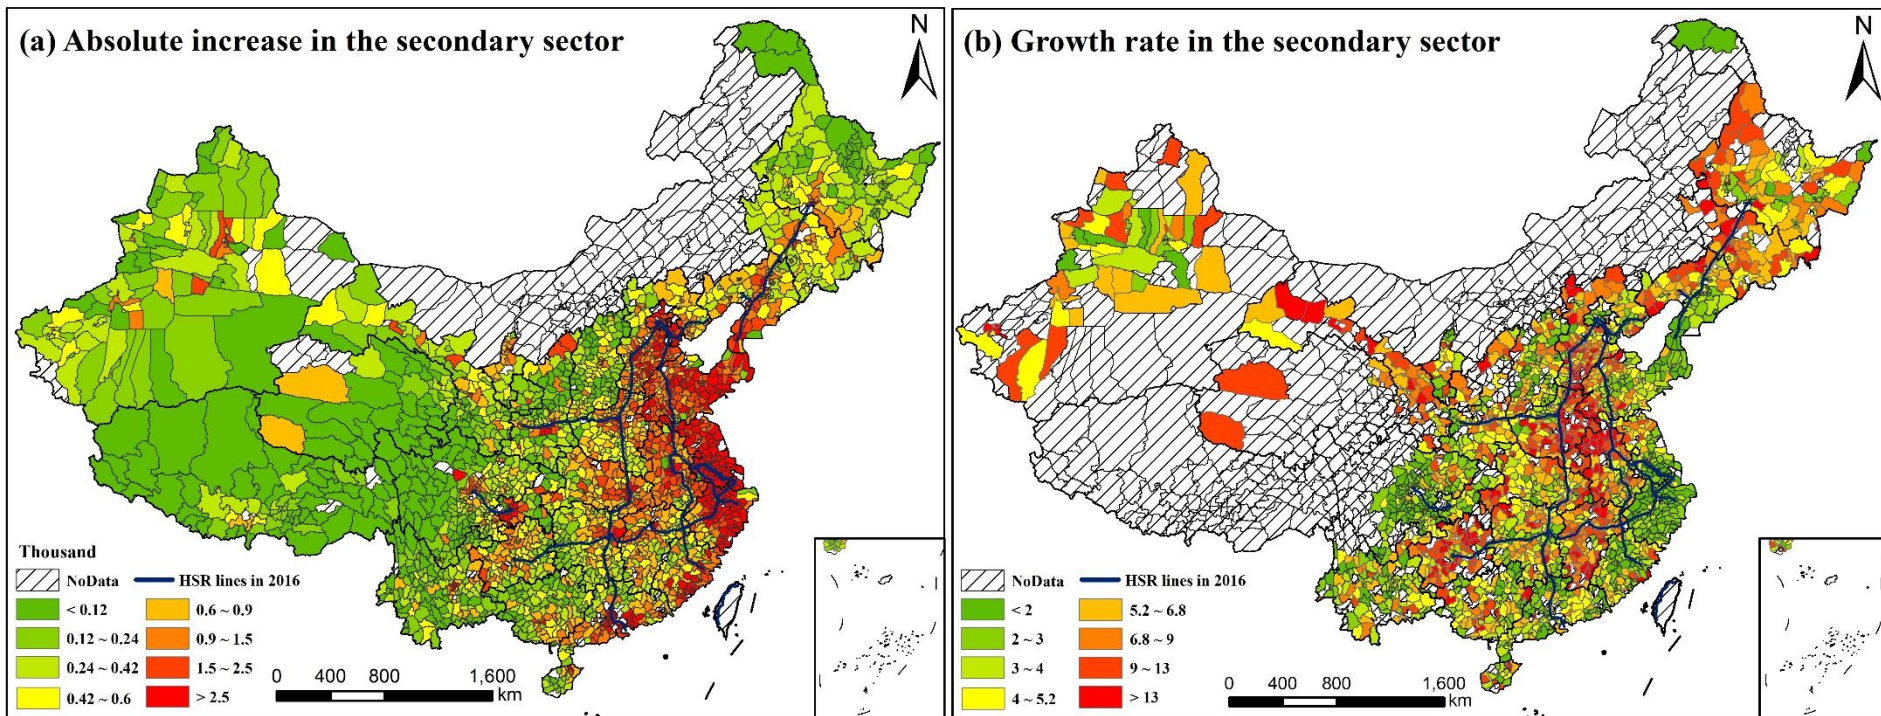 (a) Absolute increase in the secondary sector
N
Thousand
NoData
HSR lines in 2016
< 0.12
0.6 ~ 0.9
0.12 ~ 0.24
0.9 ~ 1.5
0.24 ~ 0.42
1.5 ~ 2.5
0.42 ~ 0.6
> 2.5
0 400 800 1,600
km
(b) Growth rate in the secondary sector
N
NoData
HSR lines in 2016
< 2
5.2 ~ 6.8
2 ~ 3
6.8 ~ 9
3 ~ 4
9 ~ 13
4 ~ 5.2
> 13
0 400 800 1,600
km